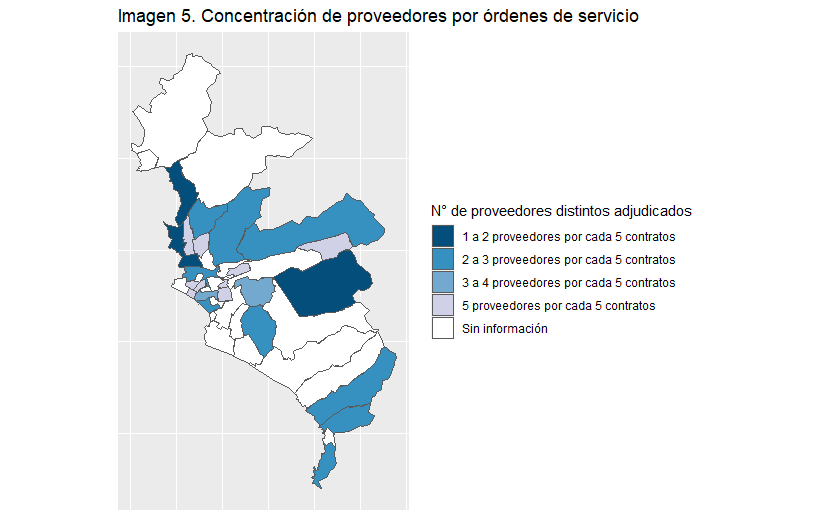 Imagen 5. Concentración de proveedores por órdenes de servicio
N° de proveedores distintos adjudicados
1 a 2 proveedores por cada 5 contratos
2 a 3 proveedores por cada 5 contratos
3 a 4 proveedores por cada 5 contratos
5 proveedores por cada 5 contratos
Sin información